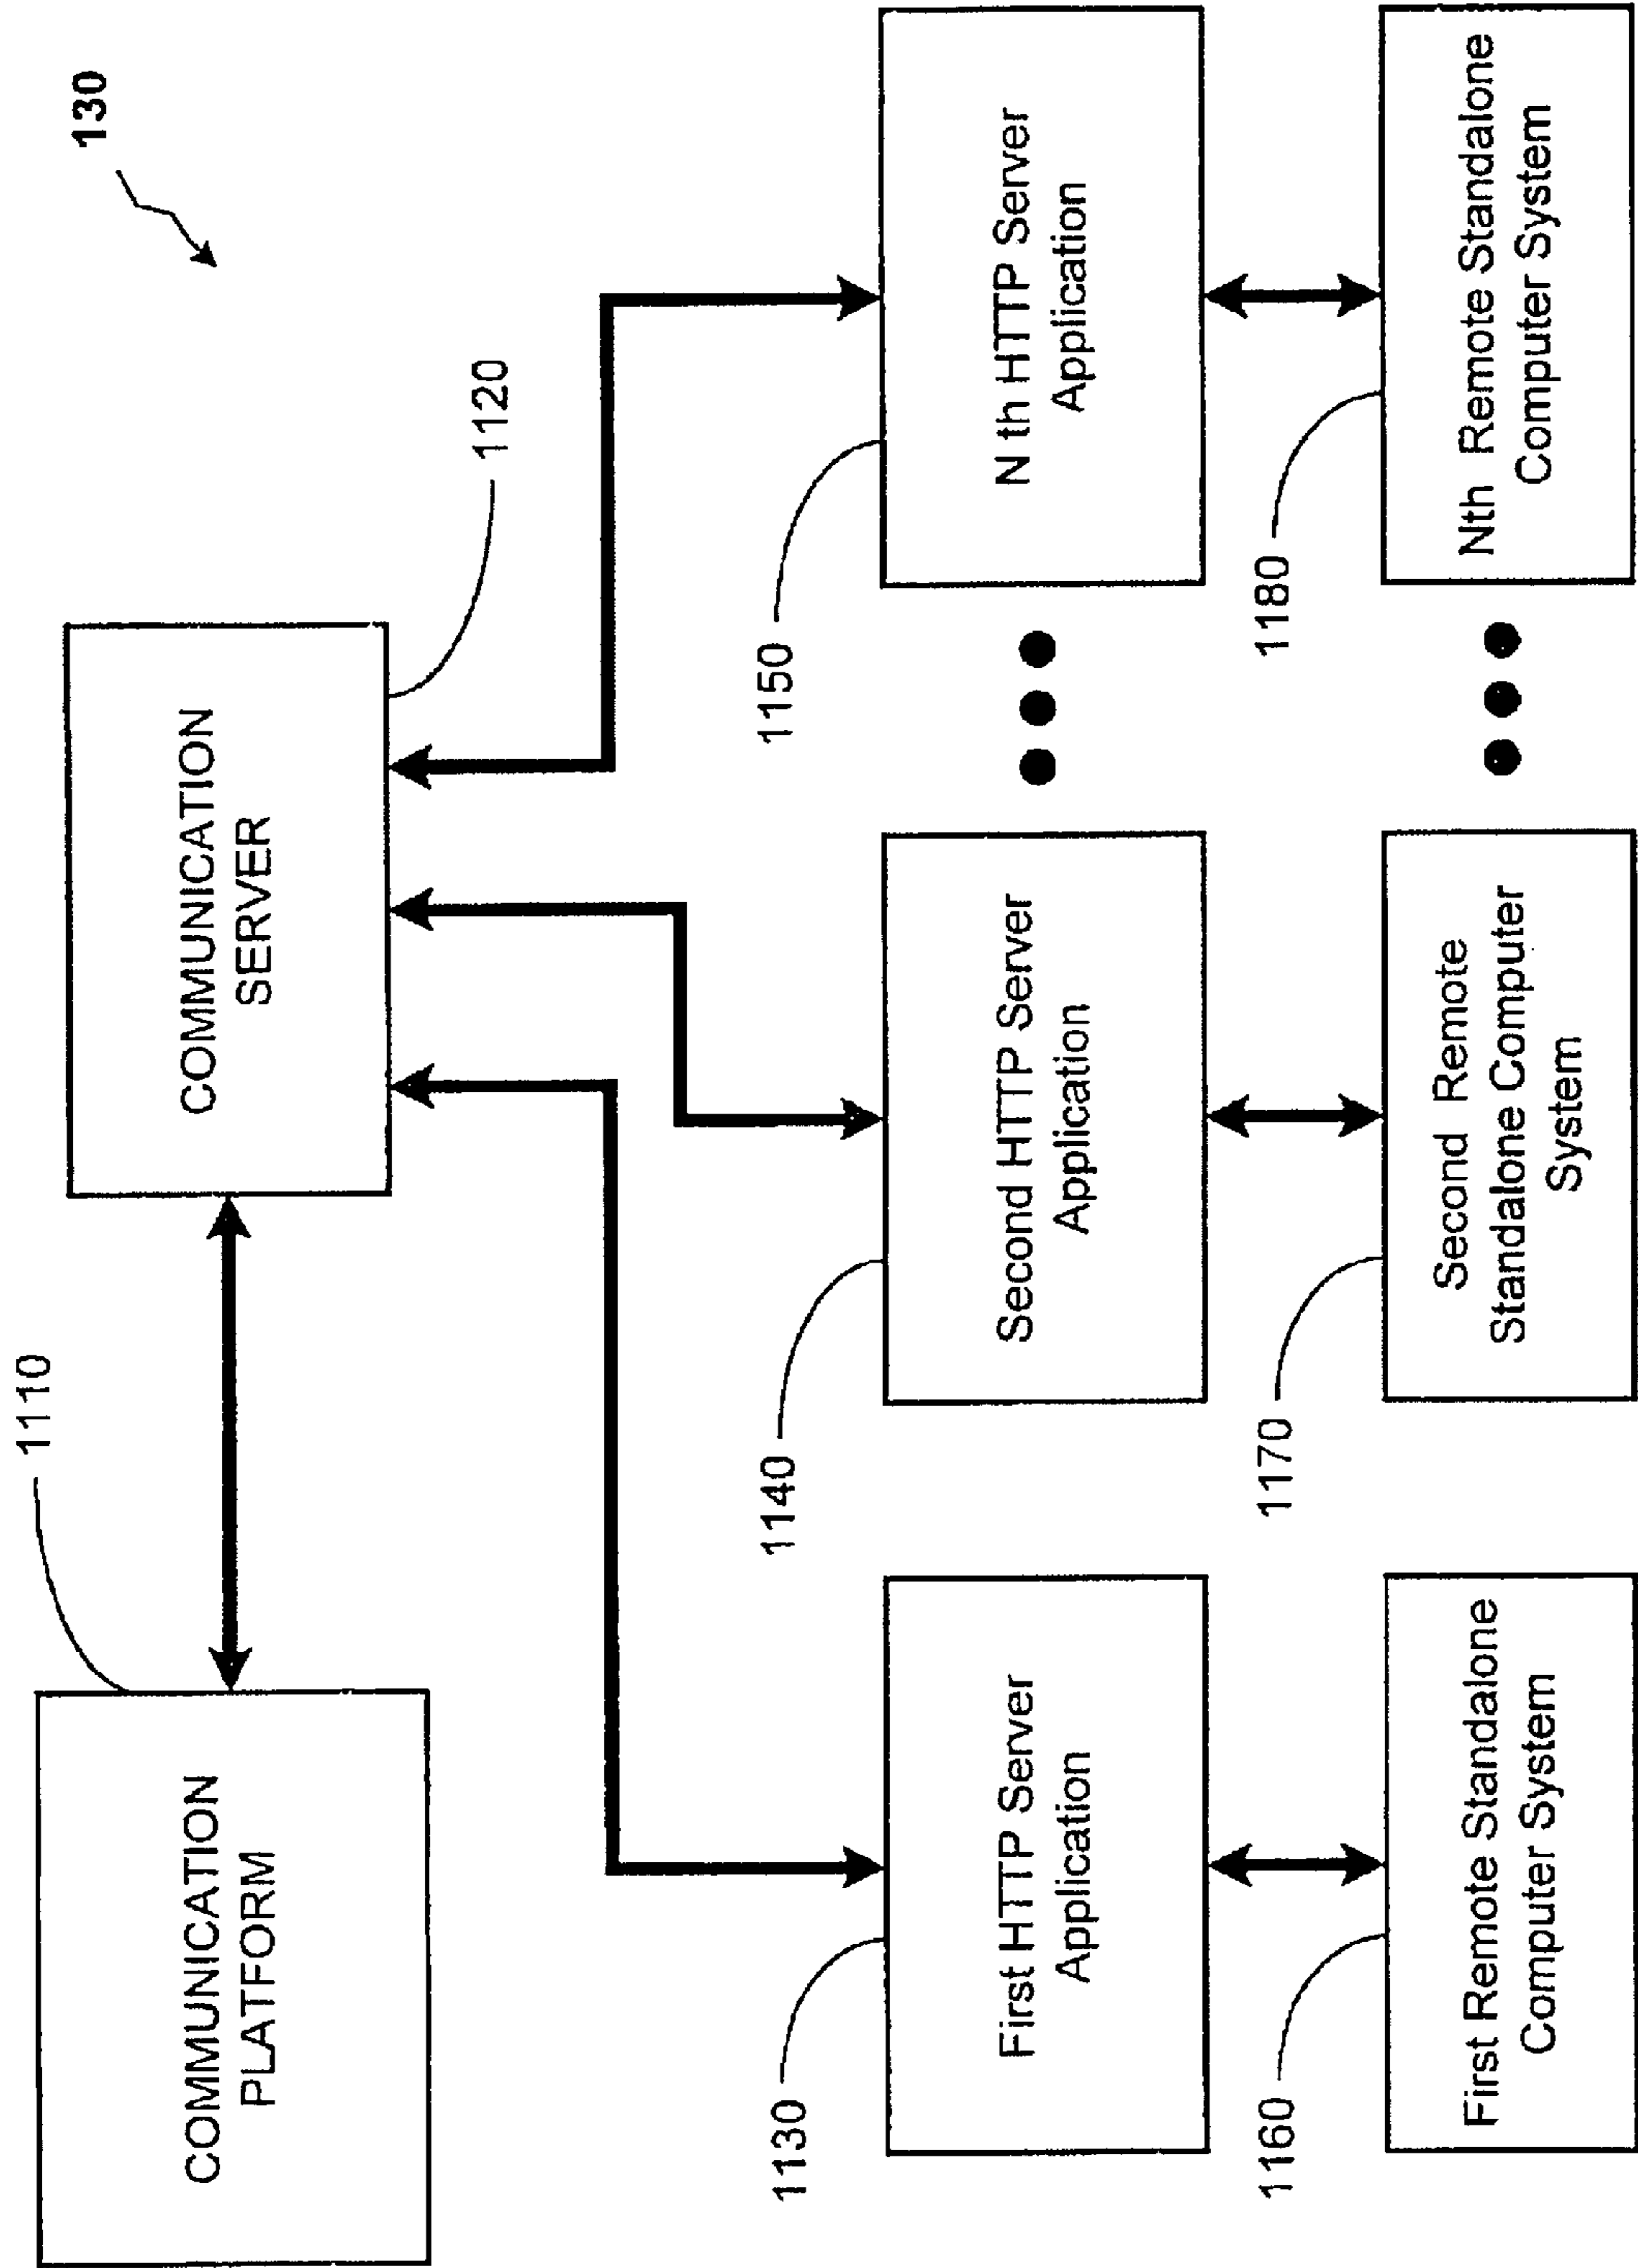 130
1110
COMMUNICATION
PLATFORM
COMMUNICATION
SERVER
1120
1130
First HTTP Server
Application
1140
Second HTTP Server
Application
1150
N th HTTP Server
Application
1160
First Remote Standalone
Computer System
1170
Second Remote
Standalone Computer
System
1180
Nth Remote Standalone
Computer System